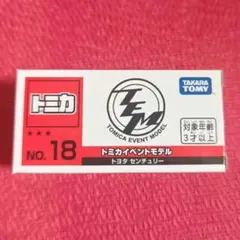 トミカ
★★★
NO. 18
TEM
TOMICA EVENT MODEL
TAKARA
TOMY
対象年齢
3才以上
トミカイベントモデル
トヨタ センチュリー